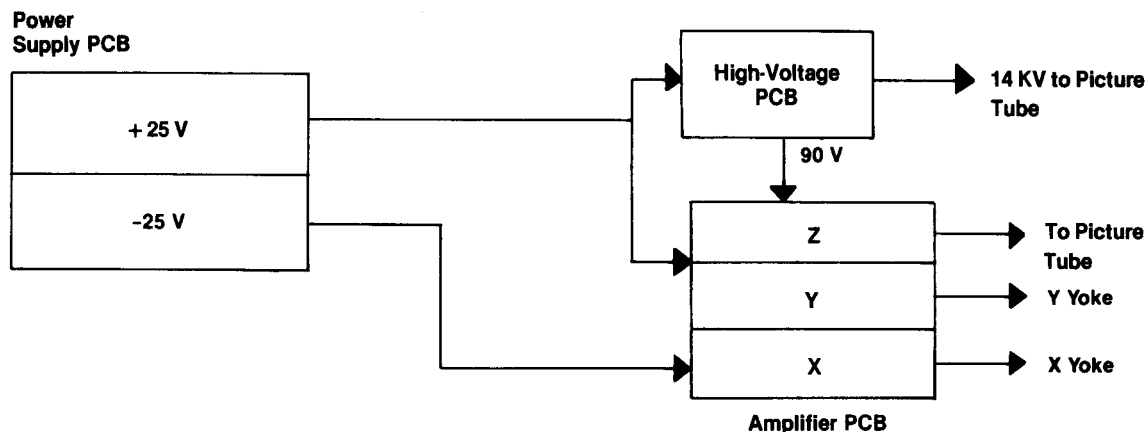 Power
Supply PCB
+ 25 V
-25 V
High-Voltage
PCB
14 KV to Picture
Tube
90 V
Z
To Picture
Tube
Y
Y Yoke
X
X Yoke
Amplifier PCB